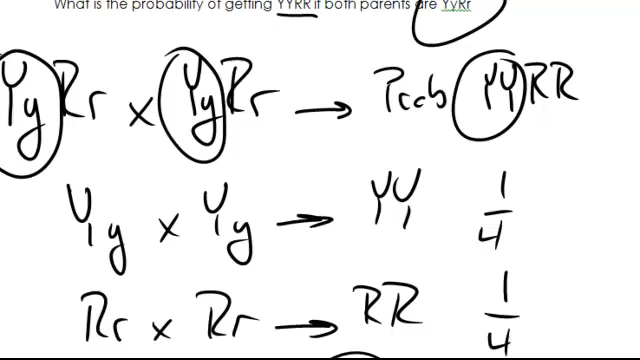 What is the probability of getting YYRR if both parents are YyRr
YyRr x YyRr → Prob YYRR
Yy x Yy → YY 1/4
Rr x Rr → RR 1/4